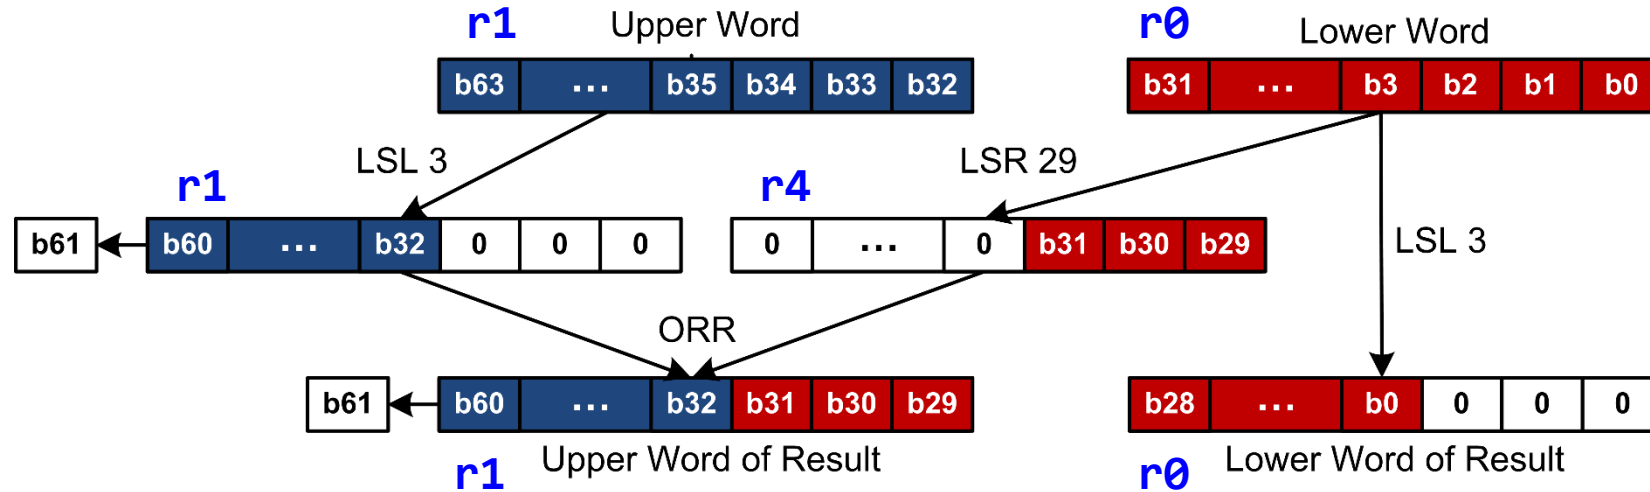 r1 Upper Word r0 Lower Word
b63 ... b35 b34 b33 b32 b31 ... b3 b2 b1 b0
LSL 3 LSR 29
r1 r4
b61 b60 ... b32 0 0 0 0 ... 0 b31 b30 b29 LSL 3
ORR
b61 b60 ... b32 b31 b30 b29 b28 ... b0 0 0 0
r1 Upper Word of Result r0 Lower Word of Result